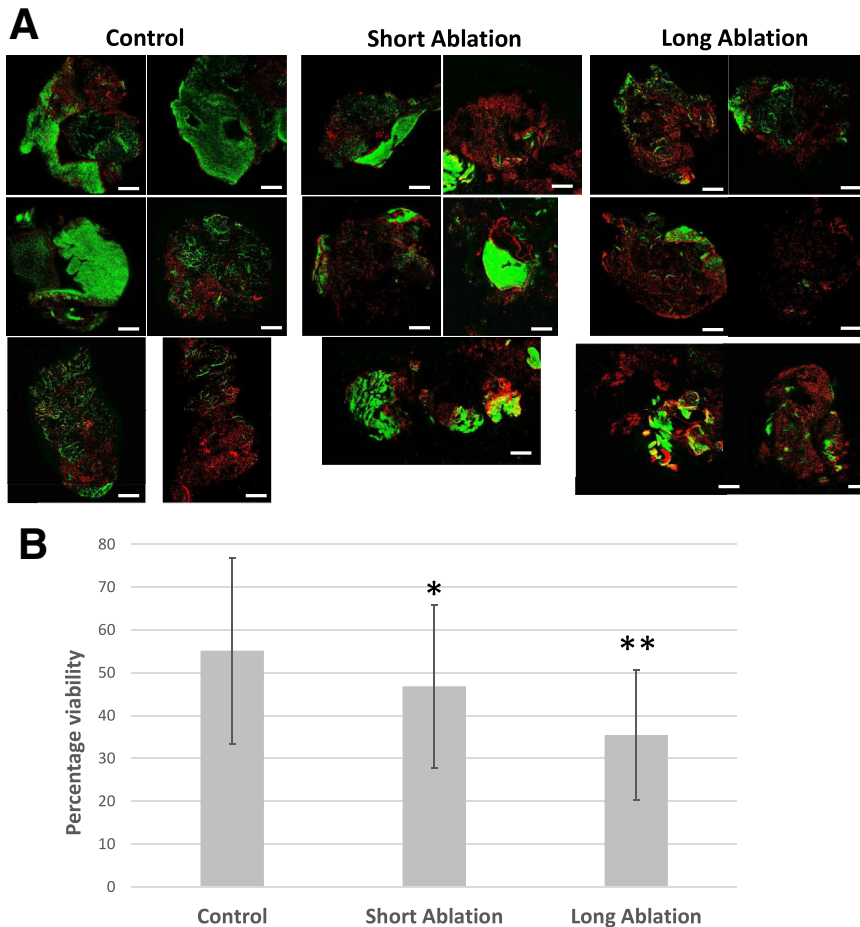 A
Control
Short Ablation
Long Ablation
B
80
70
60
50
40
30
20
10
0
Percentage viability
*
**
Control
Short Ablation
Long Ablation